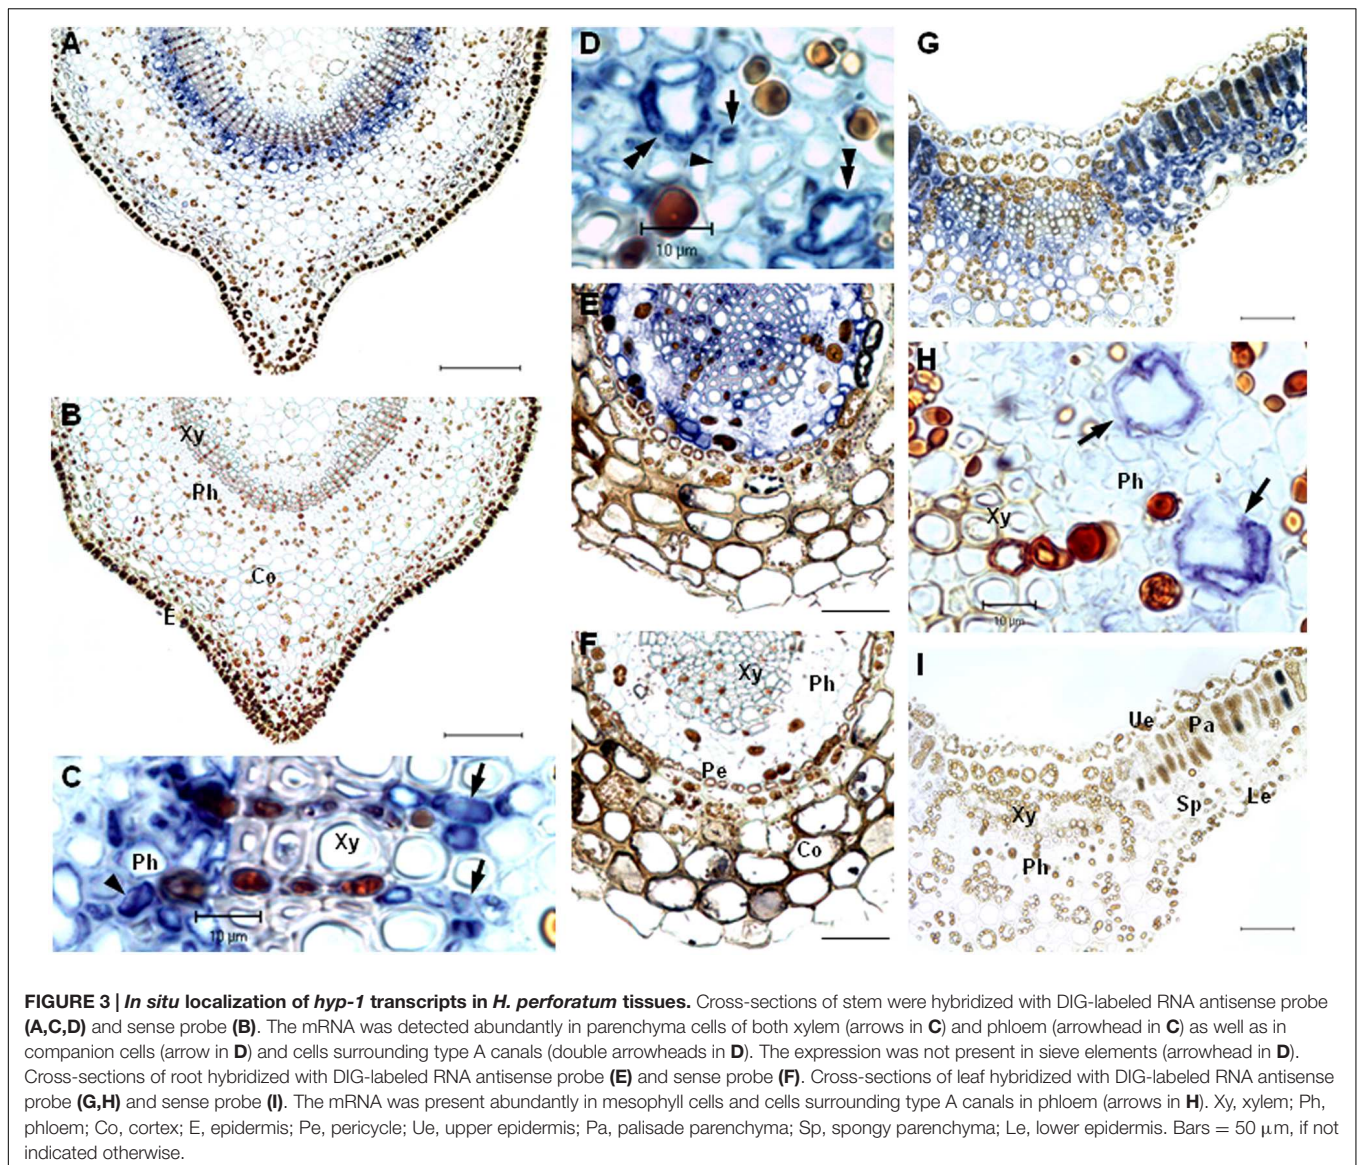 A
B
Xy
Ph
Co
E
C
Ph
Xy
10 µm
D
10 µm
E
F
Xy
Ph
Pe
Co
G
H
Ph
Xy
10 µm
I
Ue
Pa
Sp
Le
Xy
Ph
FIGURE 3 | In situ localization of hyp-1 transcripts in H. perforatum tissues. Cross-sections of stem were hybridized with DIG-labeled RNA antisense probe
(A,C,D) and sense probe (B). The mRNA was detected abundantly in parenchyma cells of both xylem (arrows in C) and phloem (arrowhead in C) as well as in
companion cells (arrow in D) and cells surrounding type A canals (double arrowheads in D). The expression was not present in sieve elements (arrowhead in D).
Cross-sections of root hybridized with DIG-labeled RNA antisense probe (E) and sense probe (F). Cross-sections of leaf hybridized with DIG-labeled RNA antisense
probe (G,H) and sense probe (I). The mRNA was present abundantly in mesophyll cells and cells surrounding type A canals in phloem (arrows in H). Xy, xylem; Ph,
phloem; Co, cortex; E, epidermis; Pe, pericycle; Ue, upper epidermis; Pa, palisade parenchyma; Sp, spongy parenchyma; Le, lower epidermis. Bars = 50 µm, if not
indicated otherwise.